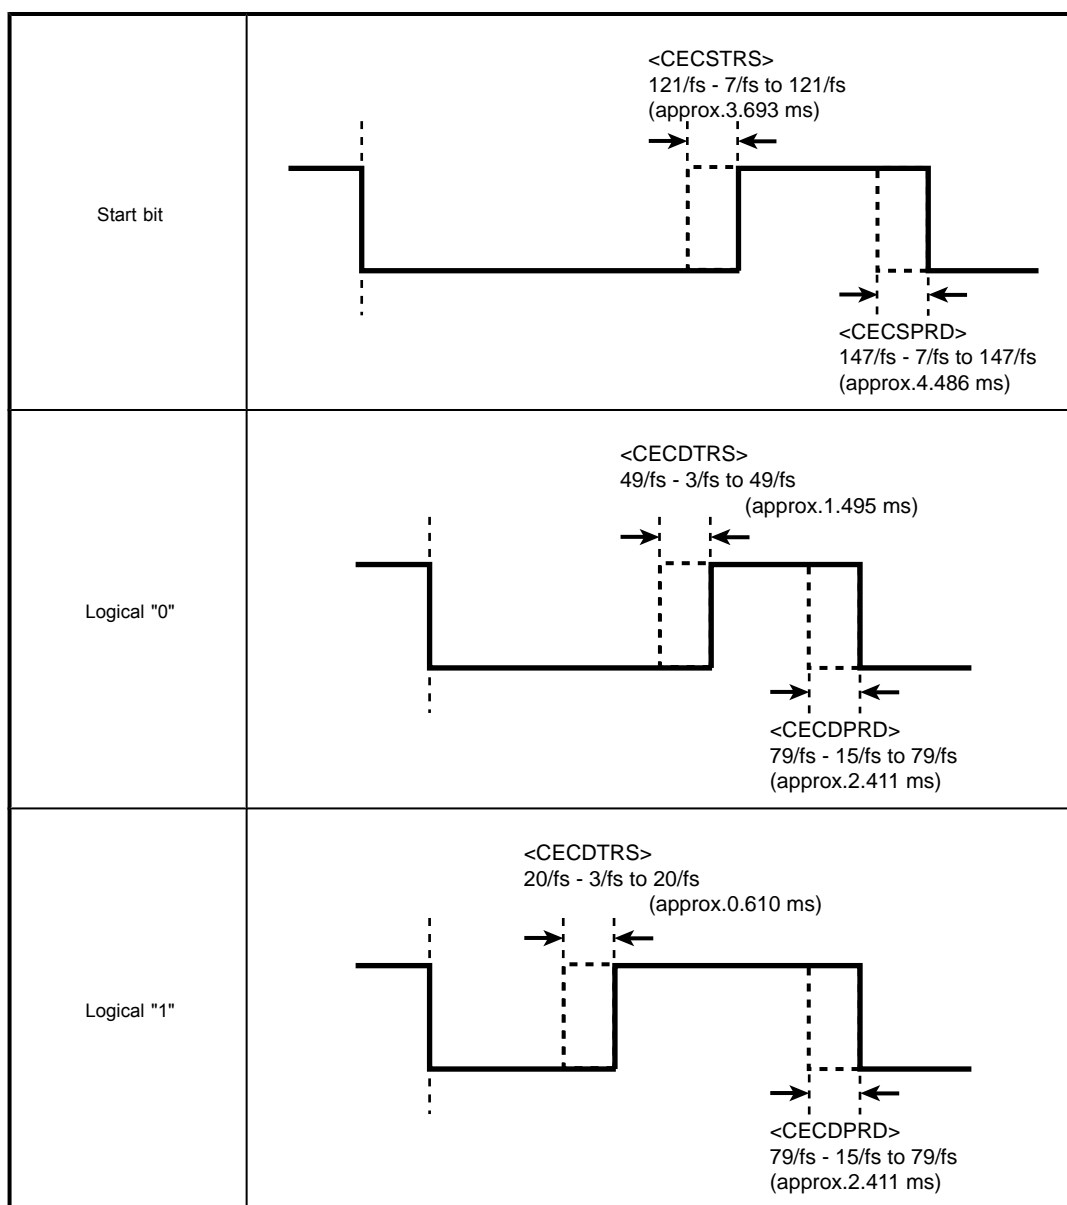 Start bit
<CECSTRS>
121/fs - 7/fs to 121/fs
(approx.3.693 ms)
<CECSPRD>
147/fs - 7/fs to 147/fs
(approx.4.486 ms)
Logical "0"
<CECDTRS>
49/fs - 3/fs to 49/fs
(approx.1.495 ms)
<CECDPRD>
79/fs - 15/fs to 79/fs
(approx.2.411 ms)
Logical "1"
<CECDTRS>
20/fs - 3/fs to 20/fs
(approx.0.610 ms)
<CECDPRD>
79/fs - 15/fs to 79/fs
(approx.2.411 ms)